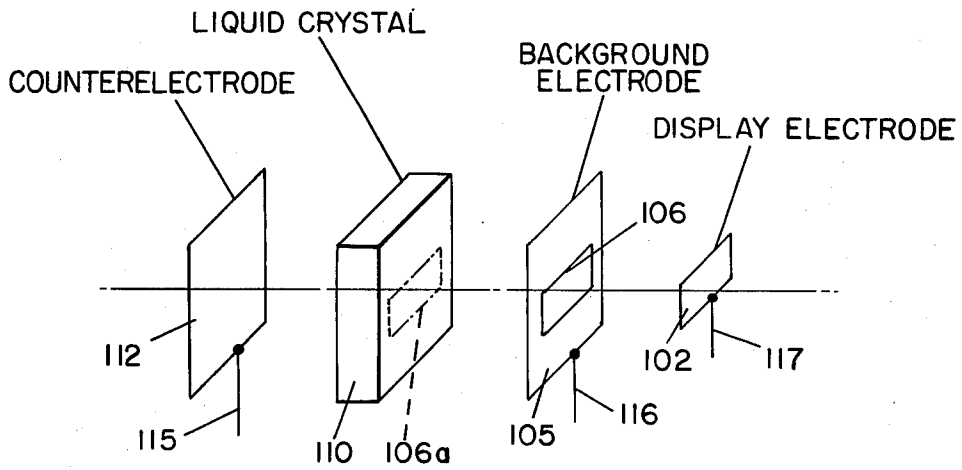 LIQUID CRYSTAL
COUNTERELECTRODE
BACKGROUND
ELECTRODE
DISPLAY ELECTRODE
106
112
102
117
115
110
106a
105
116